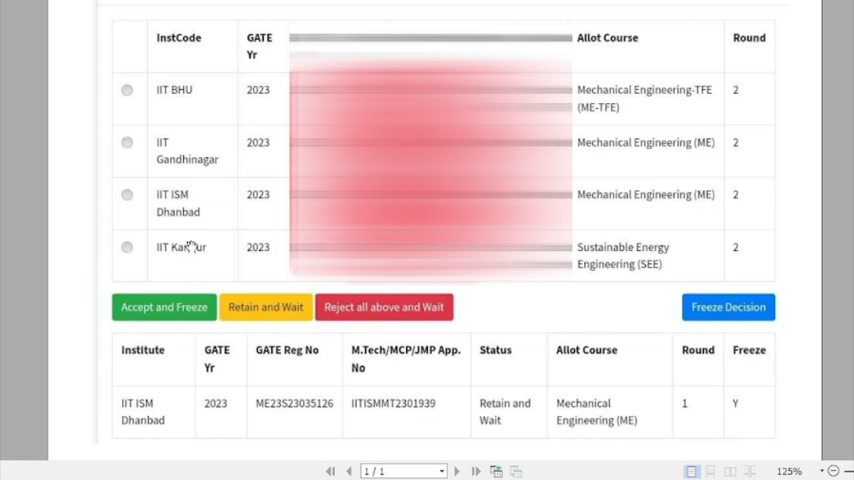 InstCode GATE Yr Allot Course Round
IIT BHU 2023 Mechanical Engineering-TFE (ME-TFE) 2
IIT Gandhinagar 2023 Mechanical Engineering (ME) 2
IIT ISM Dhanbad 2023 Mechanical Engineering (ME) 2
IIT 2023 Sustainable Energy Engineering (SEE) 2
Accept and Freeze Retain and Wait Reject all above and Wait Freeze Decision
Institute GATE Yr GATE Reg No M.Tech/MCP/JMP App. No Status Allot Course Round Freeze
IIT ISM Dhanbad 2023 ME23S23035126 IITISMMT2301939 Retain and Wait Mechanical Engineering (ME) 1 Y
1 / 1 125%